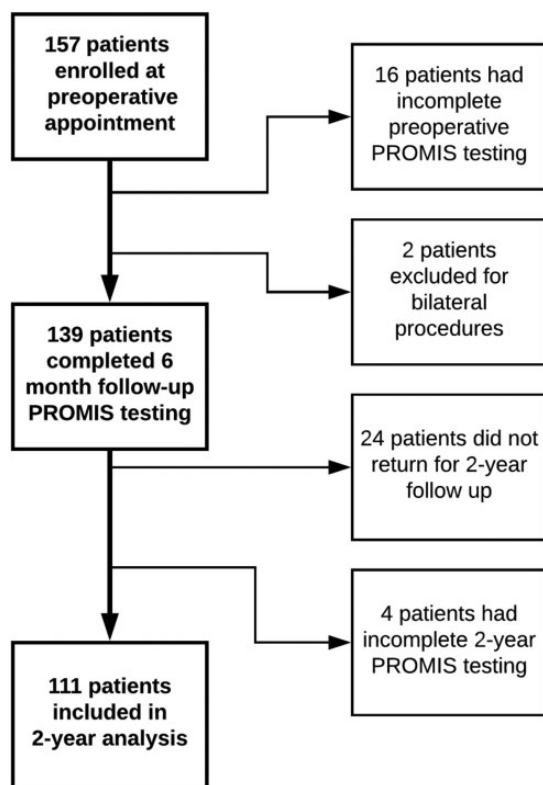 157 patients
enrolled at
preoperative
appointment
16 patients had
incomplete
preoperative
PROMIS testing
2 patients
excluded for
bilateral
procedures
139 patients
completed 6
month follow-up
PROMIS testing
24 patients did not
return for 2-year
follow up
4 patients had
incomplete 2-year
PROMIS testing
111 patients
included in
2-year analysis